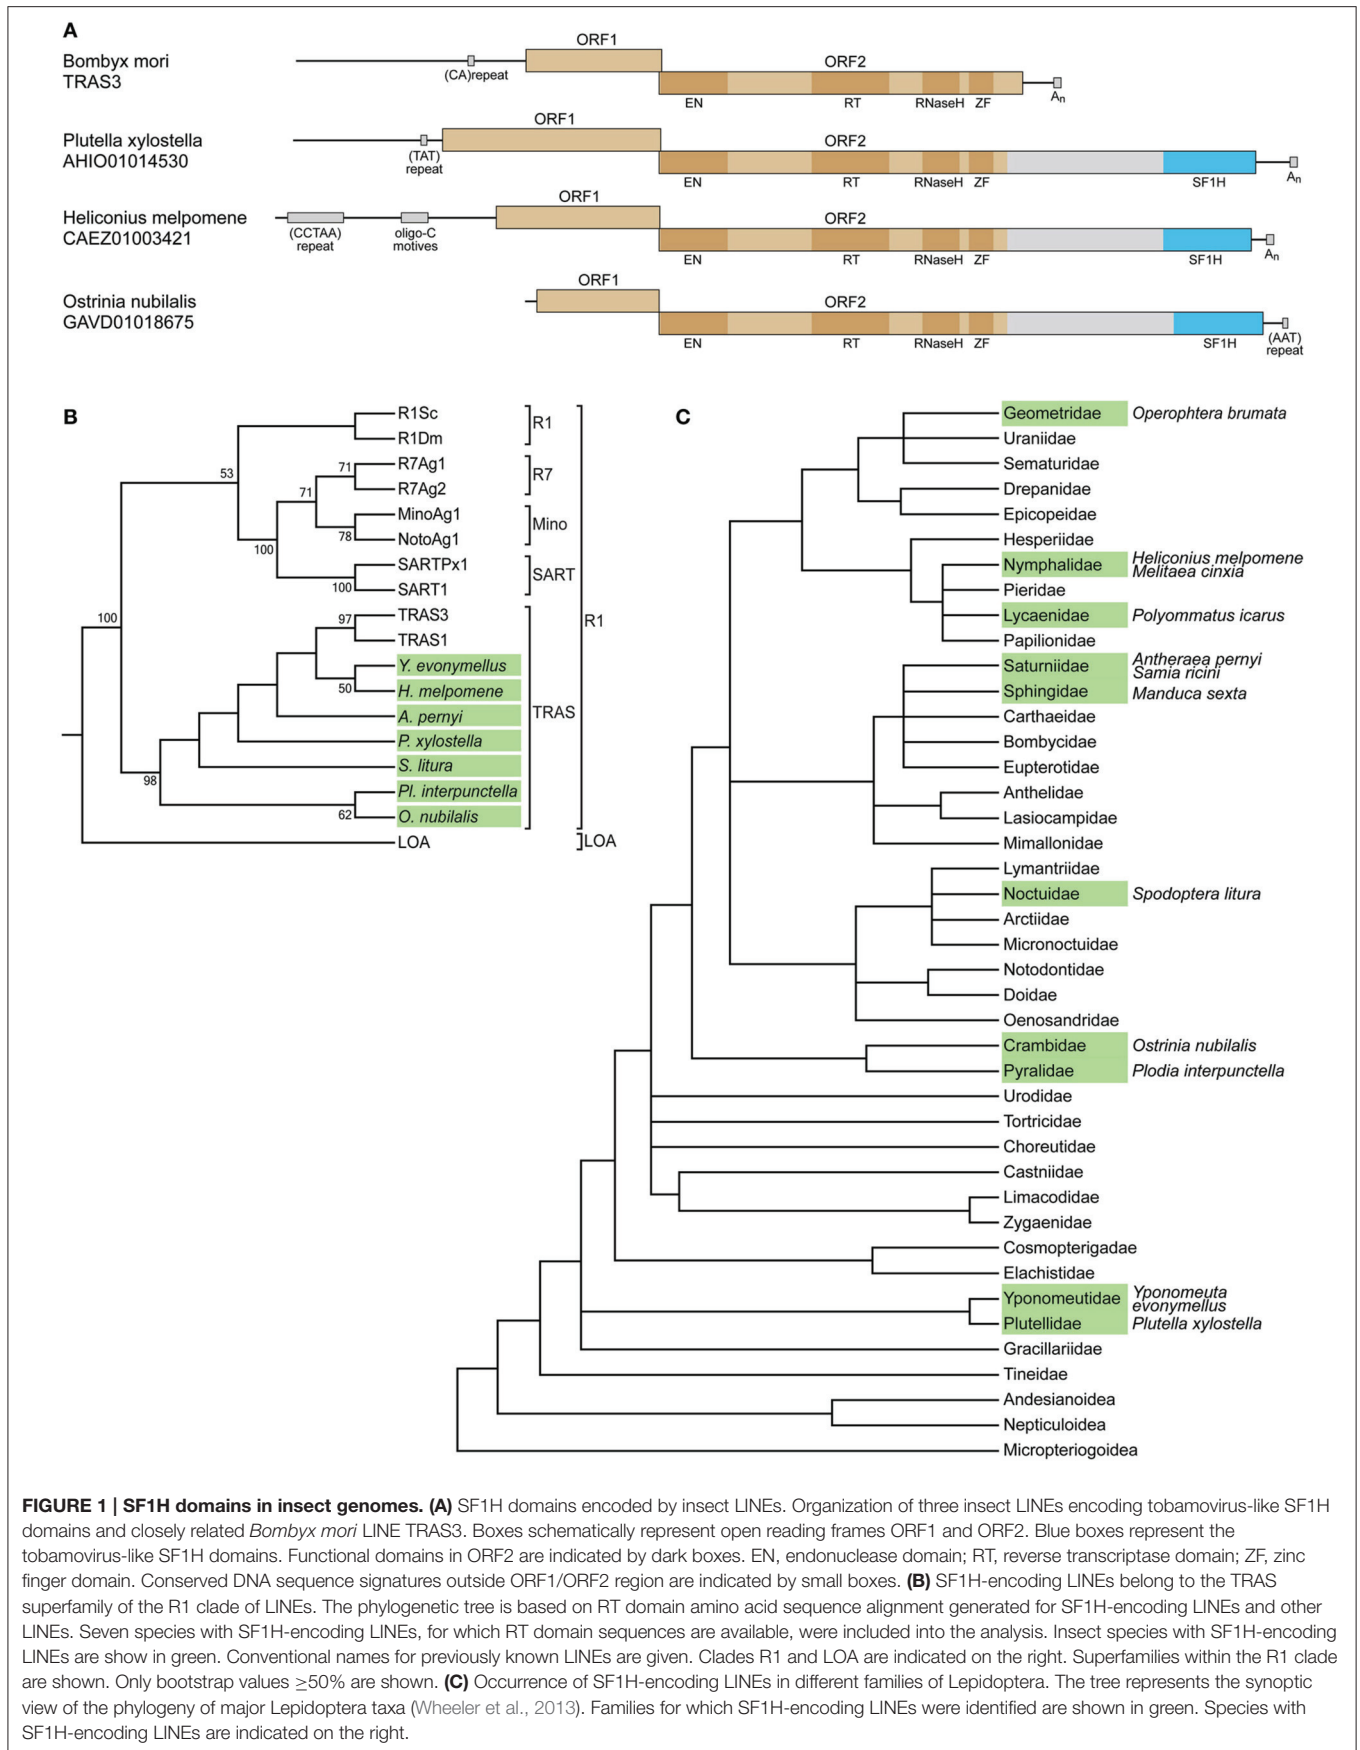 A
Bombyx mori
TRAS3
ORF1
ORF2
(CA)repeat
EN
RT
RNaseH
ZF
An
Plutella xylostella
AHIO01014530
ORF1
ORF2
(TAT)
repeat
EN
RT
RNaseH
ZF
SF1H
An
Heliconius melpomene
CAEZ01003421
ORF1
ORF2
(CCTAA)
repeat
oligo-C
motives
EN
RT
RNaseH
ZF
SF1H
An
Ostrinia nubilalis
GAVD01018675
ORF1
ORF2
EN
RT
RNaseH
ZF
SF1H
(AAT)
repeat
B
R1Sc
R1Dm
R7Ag1
R7Ag2
MinoAg1
NotoAg1
SARTPx1
SART1
TRAS3
TRAS1
Y. evonymellus
H. melpomene
A. pernyi
P. xylostella
S. litura
Pl. interpunctella
O. nubilalis
LOA
53
71
71
78
100
100
100
97
50
98
62
R1
R7
Mino
SART
TRAS
R1
LOA
C
Geometridae Operophtera brumata
Uraniidae
Sematuridae
Drepanidae
Epicopeidae
Hesperiidae
Nymphalidae Heliconius melpomene
Melitaea cinxia
Pieridae
Lycaenidae Polyommatus icarus
Papilionidae
Saturniidae Antheraea pernyi
Samia ricini
Sphingidae Manduca sexta
Carthaeidae
Bombycidae
Eupterotidae
Anthelidae
Lasiocampidae
Mimallonidae
Lymantriidae
Noctuidae Spodoptera litura
Arctiidae
Micronoctuidae
Notodontidae
Doidae
Oenosandridae
Crambidae Ostrinia nubilalis
Pyralidae Plodia interpunctella
Urodidae
Tortricidae
Choreutidae
Castniidae
Limacodidae
Zygaenidae
Cosmopterigadae
Elachistidae
Yponomeutidae Yponomeuta
evonymellus
Plutellidae Plutella xylostella
Gracillariidae
Tineidae
Andesianoidea
Nepticuloidea
Micropteriogoidea
FIGURE 1 | SF1H domains in insect genomes. (A) SF1H domains encoded by insect LINEs. Organization of three insect LINEs encoding tobamovirus-like SF1H
domains and closely related Bombyx mori LINE TRAS3. Boxes schematically represent open reading frames ORF1 and ORF2. Blue boxes represent the
tobamovirus-like SF1H domains. Functional domains in ORF2 are indicated by dark boxes. EN, endonuclease domain; RT, reverse transcriptase domain; ZF, zinc
finger domain. Conserved DNA sequence signatures outside ORF1/ORF2 region are indicated by small boxes. (B) SF1H-encoding LINEs belong to the TRAS
superfamily of the R1 clade of LINEs. The phylogenetic tree is based on RT domain amino acid sequence alignment generated for SF1H-encoding LINEs and other
LINEs. Seven species with SF1H-encoding LINEs, for which RT domain sequences are available, were included into the analysis. Insect species with SF1H-encoding
LINEs are show in green. Conventional names for previously known LINEs are given. Clades R1 and LOA are indicated on the right. Superfamilies within the R1 clade
are shown. Only bootstrap values ≥50% are shown. (C) Occurrence of SF1H-encoding LINEs in different families of Lepidoptera. The tree represents the synoptic
view of the phylogeny of major Lepidoptera taxa (Wheeler et al., 2013). Families for which SF1H-encoding LINEs were identified are shown in green. Species with
SF1H-encoding LINEs are indicated on the right.